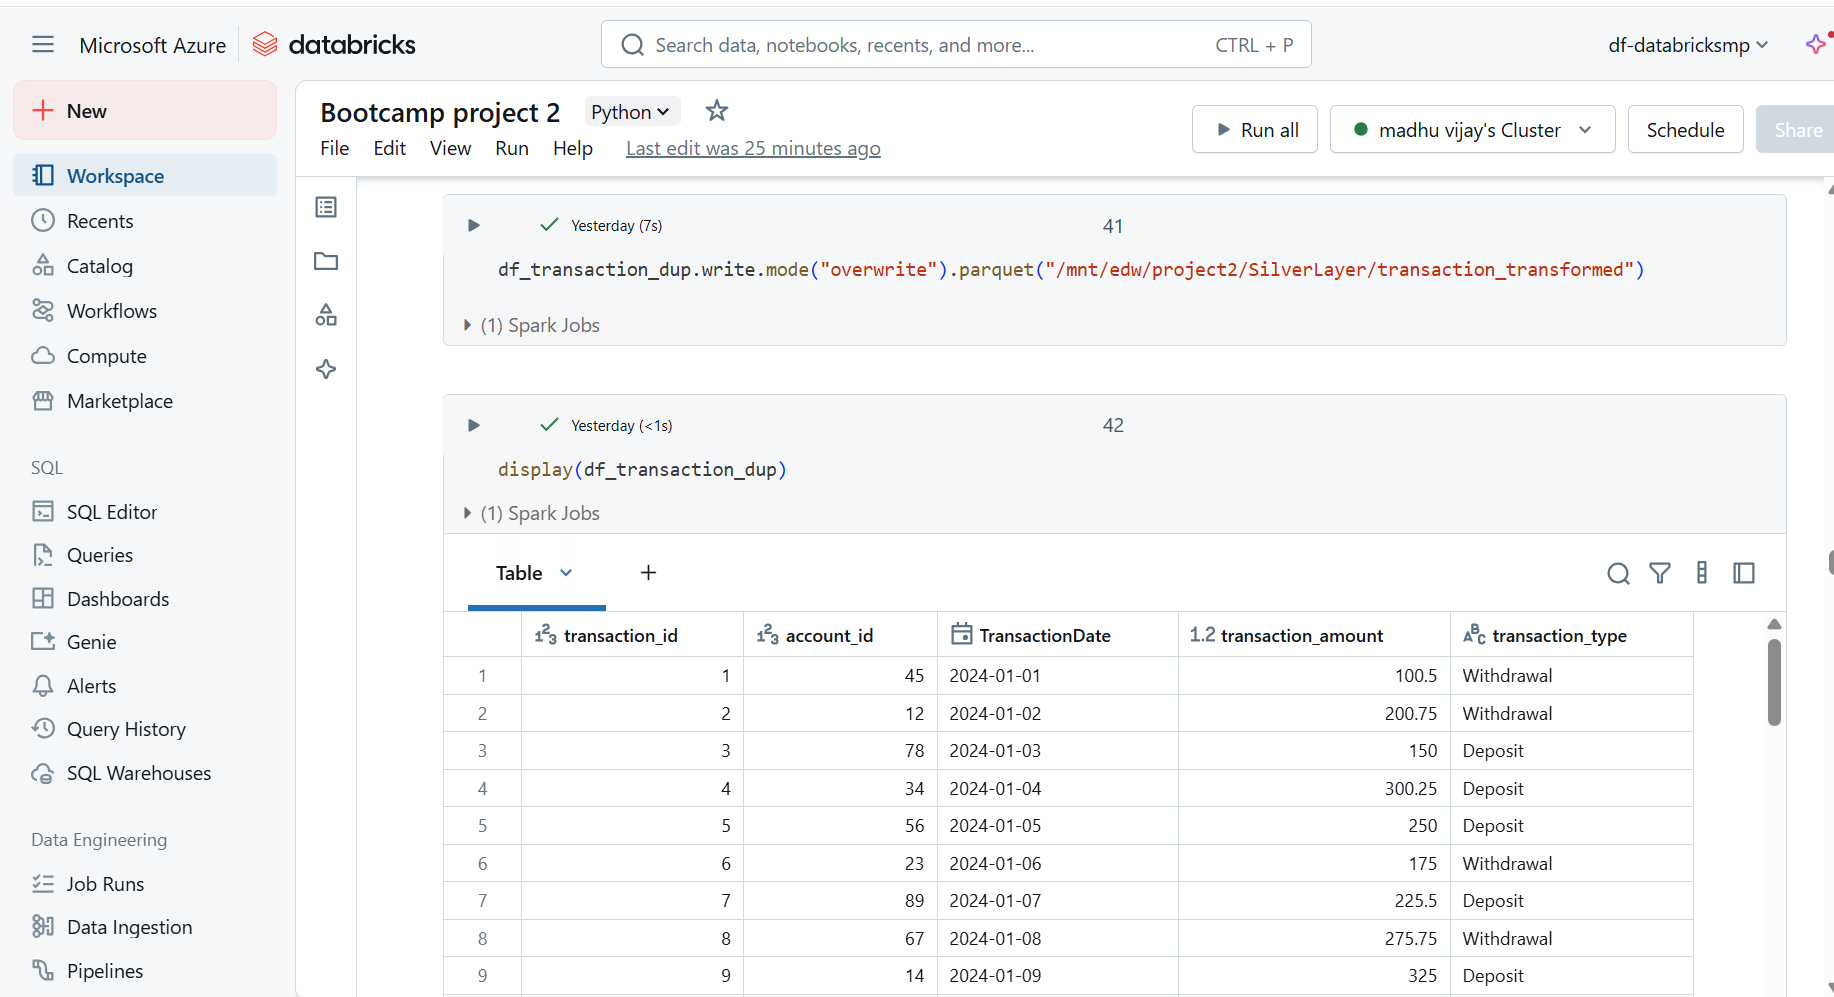 Microsoft Azure databricks
Search data, notebooks, recents, and more... CTRL + P
df-databricksmp
New
Workspace
Recents
Catalog
Workflows
Compute
Marketplace
SQL
SQL Editor
Queries
Dashboards
Genie
Alerts
Query History
SQL Warehouses
Data Engineering
Job Runs
Data Ingestion
Pipelines
Bootcamp project 2 Python
File Edit View Run Help Last edit was 25 minutes ago
Run all madhu vijay's Cluster Schedule Share
Yesterday (7s) 41
df_transaction_dup.write.mode("overwrite").parquet("/mnt/edw/project2/SilverLayer/transaction_transformed")
(1) Spark Jobs
Yesterday (<1s) 42
display(df_transaction_dup)
(1) Spark Jobs
Table +
123 transaction_id 123 account_id TransactionDate 1.2 transaction_amount ABC transaction_type
1 1 45 2024-01-01 100.5 Withdrawal
2 2 12 2024-01-02 200.75 Withdrawal
3 3 78 2024-01-03 150 Deposit
4 4 34 2024-01-04 300.25 Deposit
5 5 56 2024-01-05 250 Deposit
6 6 23 2024-01-06 175 Withdrawal
7 7 89 2024-01-07 225.5 Deposit
8 8 67 2024-01-08 275.75 Withdrawal
9 9 14 2024-01-09 325 Deposit